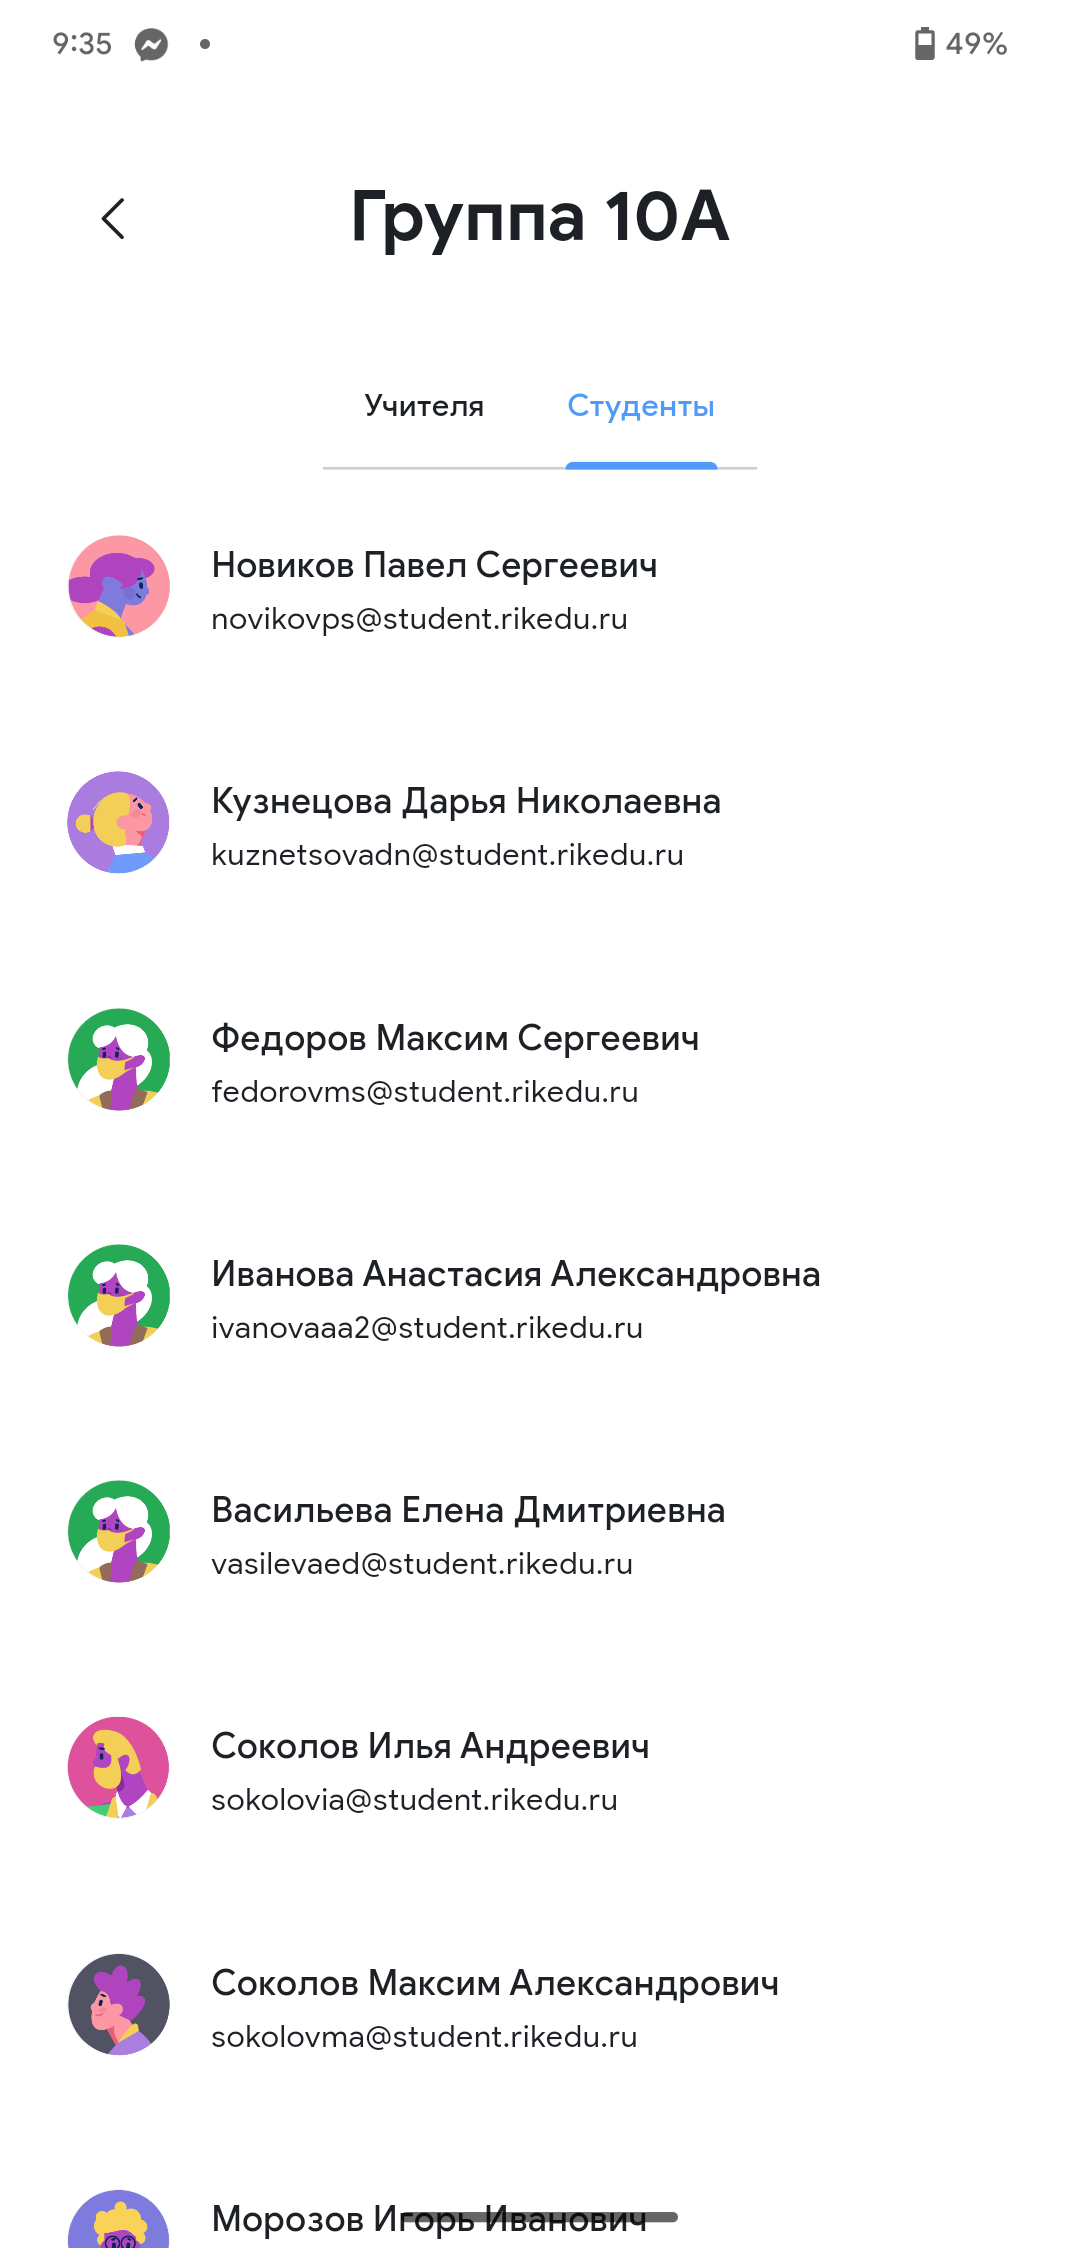 9:35
49%
Группа 10А
Учителя
Студенты
Новиков Павел Сергеевич
novikovps@student.rikedu.ru
Кузнецова Дарья Николаевна
kuznetsovadn@student.rikedu.ru
Федоров Максим Сергеевич
fedorovms@student.rikedu.ru
Иванова Анастасия Александровна
ivanovaaa2@student.rikedu.ru
Васильева Елена Дмитриевна
vasilevaed@student.rikedu.ru
Соколов Илья Андреевич
sokolovia@student.rikedu.ru
Соколов Максим Александрович
sokolovma@student.rikedu.ru
Морозов Игорь Иванович